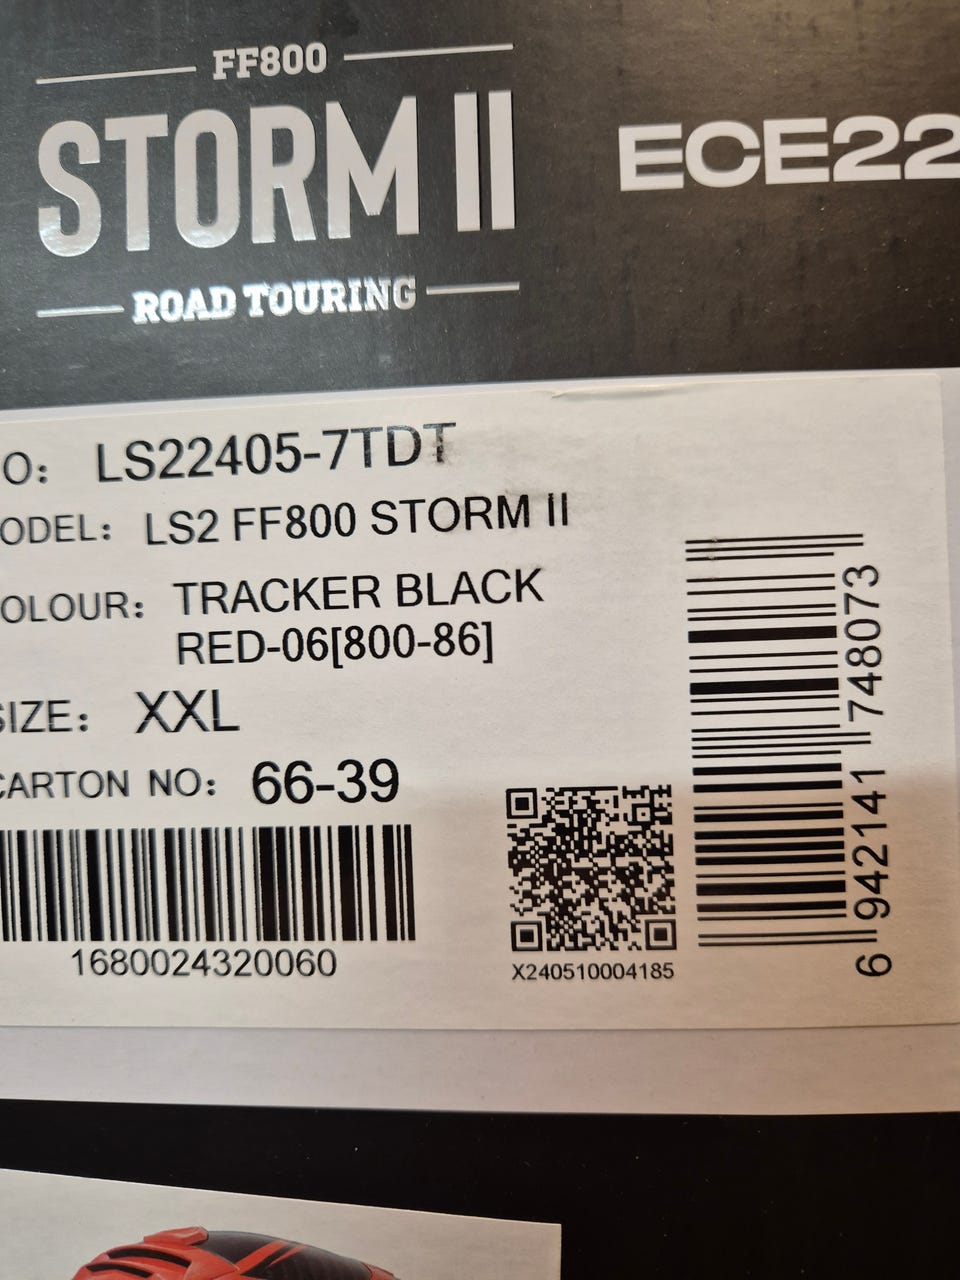 FF800
STORM II
ROAD TOURING
ECE22
O: LS22405-7TDT
ODEL: LS2 FF800 STORM II
OLOUR: TRACKER BLACK
RED-06[800-86]
SIZE: XXL
CARTON NO: 66-39
1680024320060
X240510004185
6 942141 748073